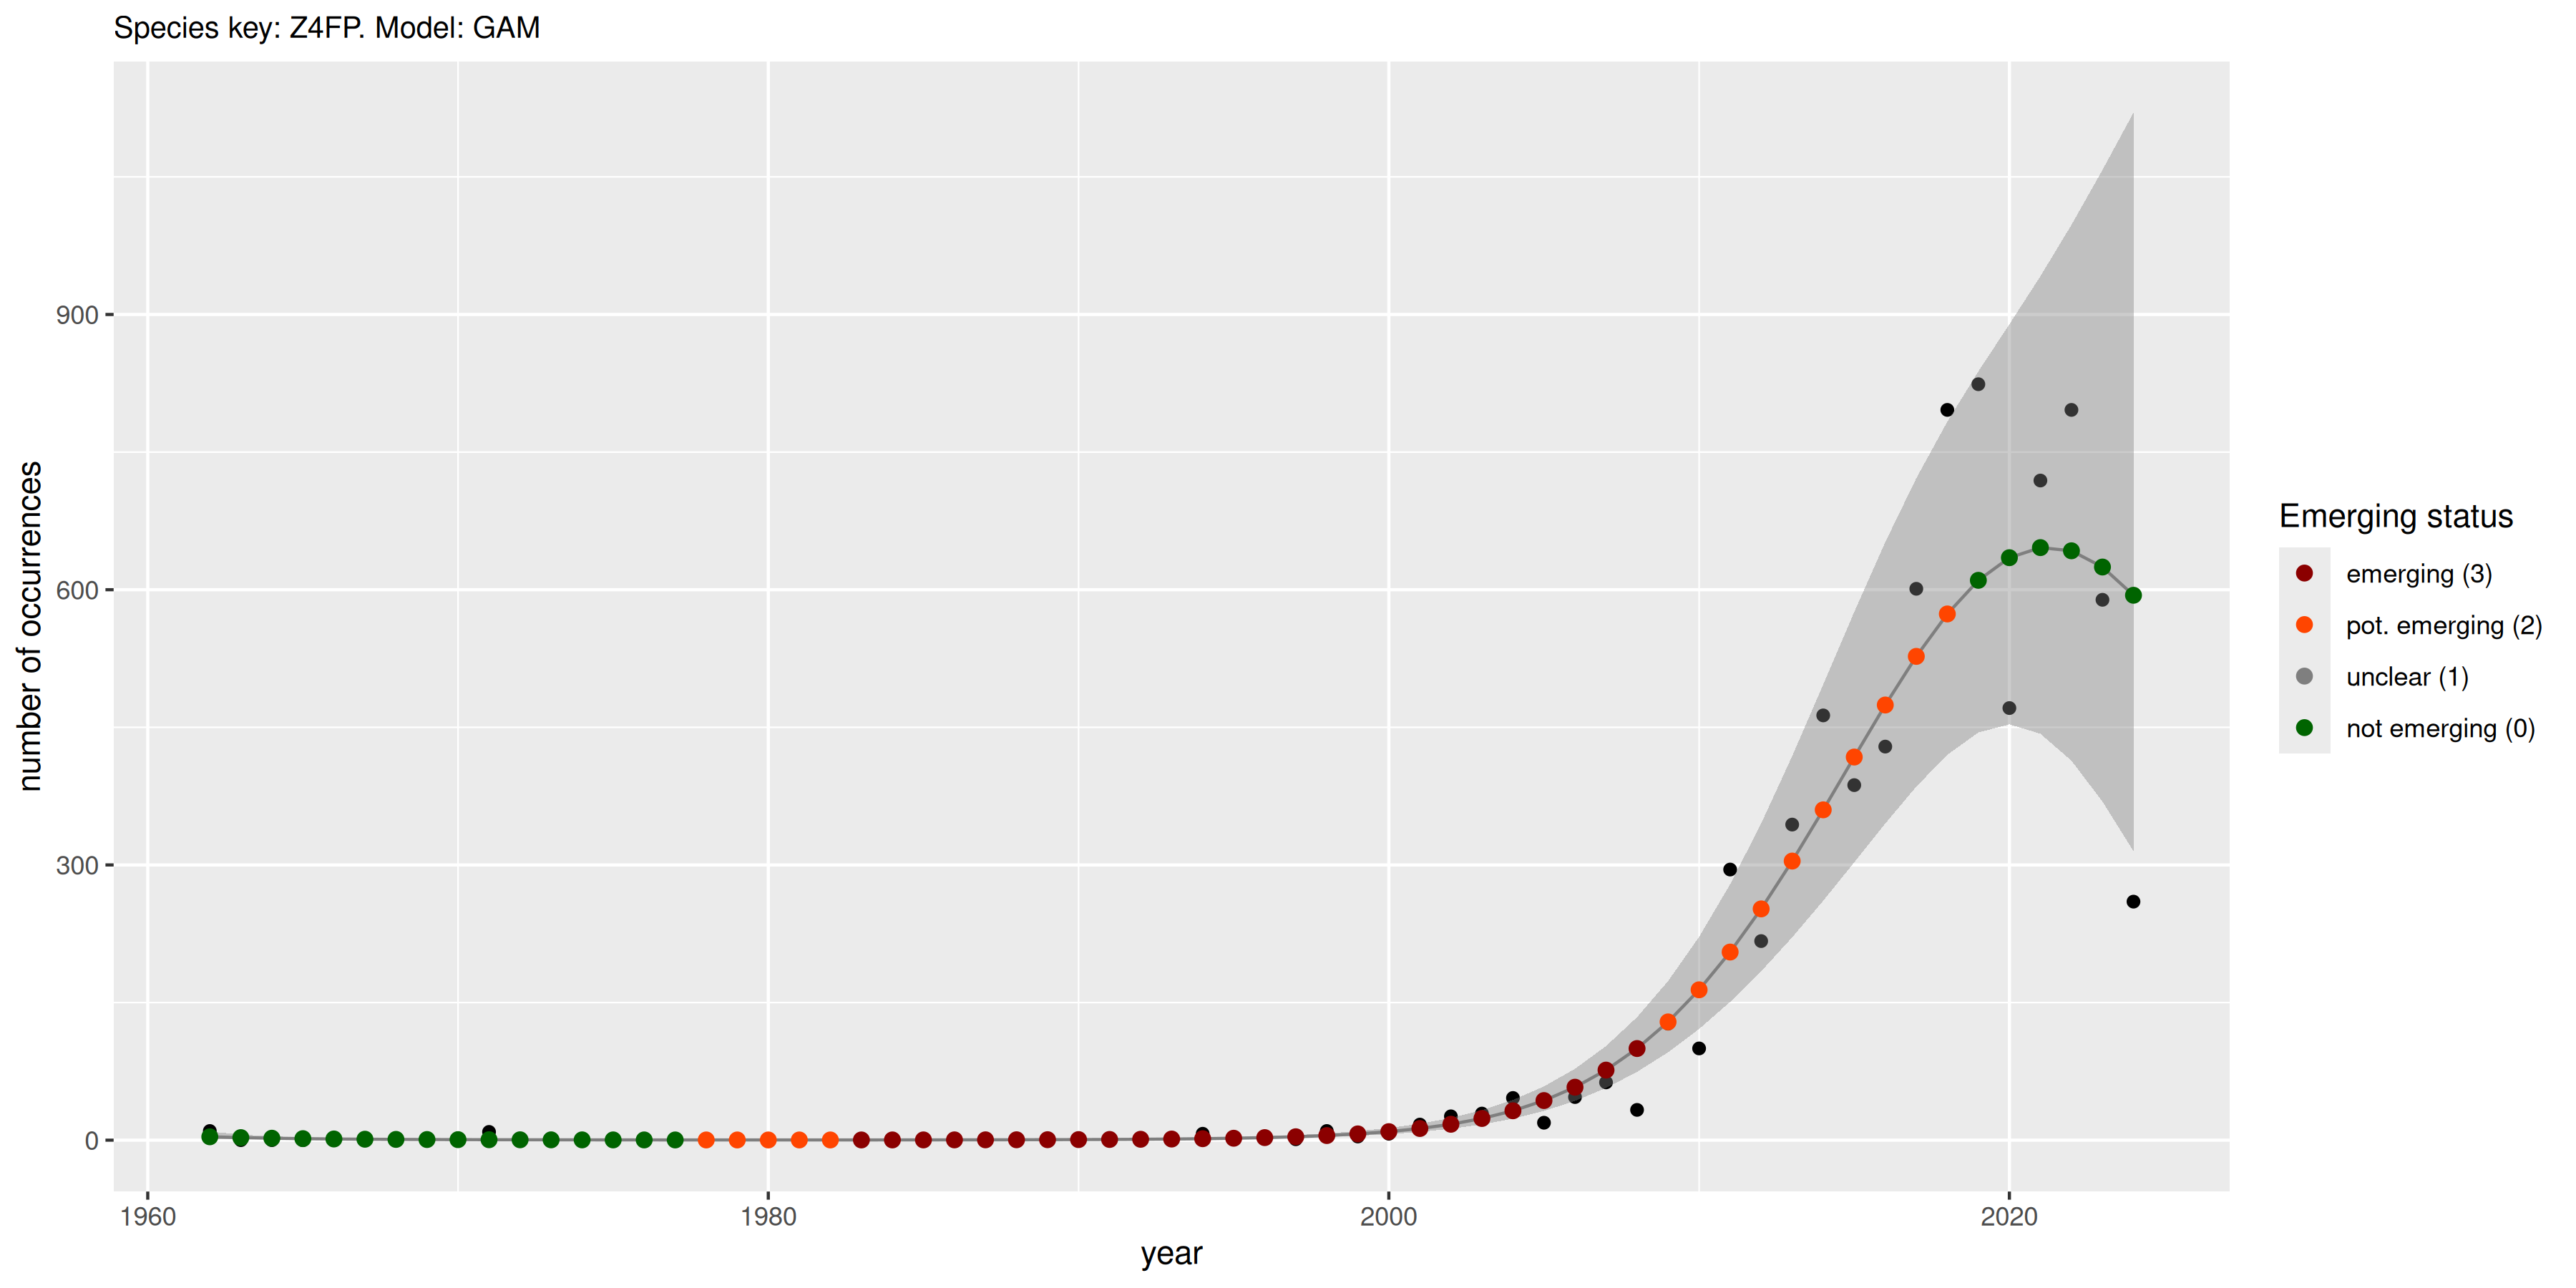 Species key: Z4FP. Model: GAM
number of occurrences
900
600
300
0
1960
1980
2000
2020
year
Emerging status
emerging (3)
pot. emerging (2)
unclear (1)
not emerging (0)